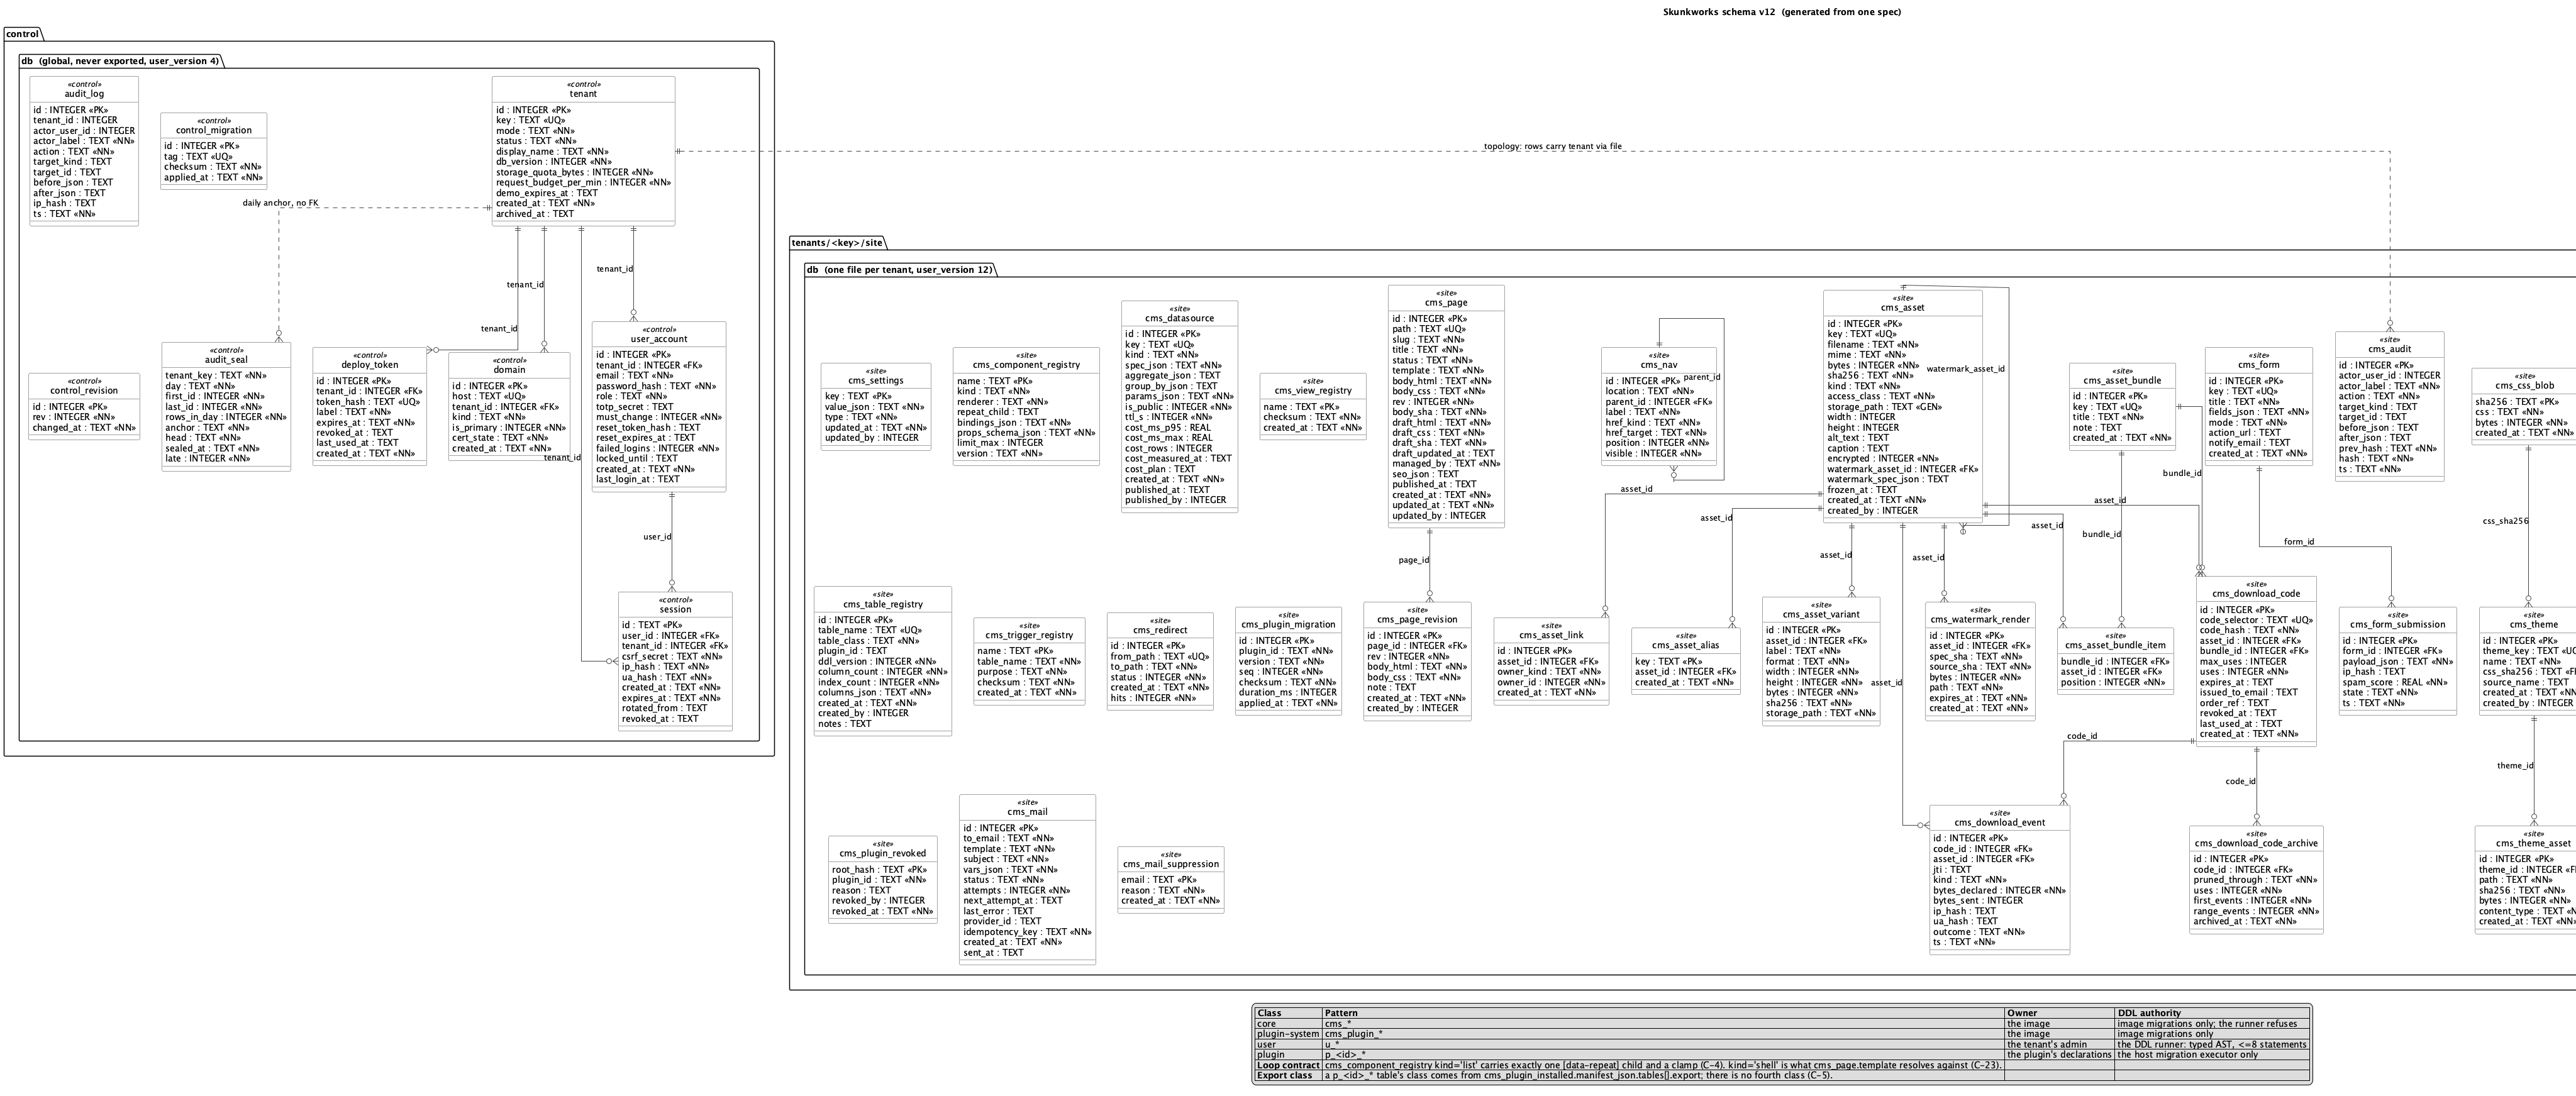 Skunkworks schema v12 (generated from one spec)
control
db (global, never exported, user_version 4)
«control»
audit_log
id : INTEGER «PK»
tenant_id : INTEGER
actor_user_id : INTEGER
actor_label : TEXT «NN»
action : TEXT «NN»
target_kind : TEXT
target_id : TEXT
before_json : TEXT
after_json : TEXT
ip_hash : TEXT
ts : TEXT «NN»
«control»
control_migration
id : INTEGER «PK»
tag : TEXT «UQ»
checksum : TEXT «NN»
applied_at : TEXT «NN»
«control»
tenant
id : INTEGER «PK»
key : TEXT «UQ»
mode : TEXT «NN»
status : TEXT «NN»
display_name : TEXT «NN»
db_version : INTEGER «NN»
storage_quota_bytes : INTEGER «NN»
request_budget_per_min : INTEGER «NN»
demo_expires_at : TEXT
created_at : TEXT «NN»
archived_at : TEXT
topology: rows carry tenant via file
daily anchor, no FK
tenant_id
tenant_id
tenant_id
tenant_id
«control»
control_revision
id : INTEGER «PK»
rev : INTEGER «NN»
changed_at : TEXT «NN»
«control»
audit_seal
tenant_key : TEXT «NN»
day : TEXT «NN»
first_id : INTEGER «NN»
last_id : INTEGER «NN»
rows_in_day : INTEGER «NN»
anchor : TEXT «NN»
head : TEXT «NN»
sealed_at : TEXT «NN»
late : INTEGER «NN»
«control»
deploy_token
id : INTEGER «PK»
tenant_id : INTEGER «FK»
token_hash : TEXT «UQ»
label : TEXT «NN»
expires_at : TEXT «NN»
revoked_at : TEXT
last_used_at : TEXT
created_at : TEXT «NN»
«control»
domain
id : INTEGER «PK»
host : TEXT «UQ»
tenant_id : INTEGER «FK»
kind : TEXT «NN»
is_primary : INTEGER «NN»
cert_state : TEXT «NN»
created_at : TEXT «NN»
«control»
user_account
id : INTEGER «PK»
tenant_id : INTEGER «FK»
email : TEXT «NN»
password_hash : TEXT «NN»
role : TEXT «NN»
totp_secret : TEXT
must_change : INTEGER «NN»
reset_token_hash : TEXT
reset_expires_at : TEXT
failed_logins : INTEGER «NN»
locked_until : TEXT
created_at : TEXT «NN»
last_login_at : TEXT
user_id
«control»
session
id : TEXT «PK»
user_id : INTEGER «FK»
tenant_id : INTEGER «FK»
csrf_secret : TEXT «NN»
ip_hash : TEXT «NN»
ua_hash : TEXT «NN»
created_at : TEXT «NN»
expires_at : TEXT «NN»
rotated_from : TEXT
revoked_at : TEXT
tenants/<key>/site
db (one file per tenant, user_version 12)
«site»
cms_settings
key : TEXT «PK»
value_json : TEXT «NN»
type : TEXT «NN»
updated_at : TEXT «NN»
updated_by : INTEGER
«site»
cms_component_registry
name : TEXT «PK»
kind : TEXT «NN»
renderer : TEXT «NN»
repeat_child : TEXT
bindings_json : TEXT «NN»
props_schema_json : TEXT «NN»
limit_max : INTEGER
version : TEXT «NN»
«site»
cms_datasource
id : INTEGER «PK»
key : TEXT «UQ»
kind : TEXT «NN»
spec_json : TEXT «NN»
aggregate_json : TEXT
group_by_json : TEXT
params_json : TEXT «NN»
is_public : INTEGER «NN»
ttl_s : INTEGER «NN»
cost_ms_p95 : REAL
cost_ms_max : REAL
cost_rows : INTEGER
cost_measured_at : TEXT
cost_plan : TEXT
created_at : TEXT «NN»
published_at : TEXT
published_by : INTEGER
«site»
cms_view_registry
name : TEXT «PK»
checksum : TEXT «NN»
created_at : TEXT «NN»
«site»
cms_page
id : INTEGER «PK»
path : TEXT «UQ»
slug : TEXT «NN»
title : TEXT «NN»
status : TEXT «NN»
template : TEXT «NN»
body_html : TEXT «NN»
body_css : TEXT «NN»
rev : INTEGER «NN»
body_sha : TEXT «NN»
draft_html : TEXT
draft_css : TEXT
draft_sha : TEXT
draft_updated_at : TEXT
managed_by : TEXT «NN»
seo_json : TEXT
published_at : TEXT
created_at : TEXT «NN»
updated_at : TEXT «NN»
updated_by : INTEGER
«site»
cms_nav
id : INTEGER «PK»
location : TEXT «NN»
parent_id : INTEGER «FK»
label : TEXT «NN»
href_kind : TEXT «NN»
href_target : TEXT «NN»
position : INTEGER «NN»
visible : INTEGER «NN»
parent_id
«site»
cms_asset
id : INTEGER «PK»
key : TEXT «UQ»
filename : TEXT «NN»
mime : TEXT «NN»
bytes : INTEGER «NN»
sha256 : TEXT «NN»
kind : TEXT «NN»
access_class : TEXT «NN»
storage_path : TEXT «GEN»
width : INTEGER
height : INTEGER
alt_text : TEXT
caption : TEXT
encrypted : INTEGER «NN»
watermark_asset_id : INTEGER «FK»
watermark_spec_json : TEXT
frozen_at : TEXT
created_at : TEXT «NN»
created_by : INTEGER
watermark_asset_id
«site»
cms_asset_bundle
id : INTEGER «PK»
key : TEXT «UQ»
title : TEXT «NN»
note : TEXT
created_at : TEXT «NN»
«site»
cms_form
id : INTEGER «PK»
key : TEXT «UQ»
title : TEXT «NN»
fields_json : TEXT «NN»
mode : TEXT «NN»
action_url : TEXT
notify_email : TEXT
created_at : TEXT «NN»
«site»
cms_audit
id : INTEGER «PK»
actor_user_id : INTEGER
actor_label : TEXT «NN»
action : TEXT «NN»
target_kind : TEXT
target_id : TEXT
before_json : TEXT
after_json : TEXT
prev_hash : TEXT «NN»
hash : TEXT «NN»
ts : TEXT «NN»
«site»
cms_css_blob
sha256 : TEXT «PK»
css : TEXT «NN»
bytes : INTEGER «NN»
created_at : TEXT «NN»
page_id
asset_id
asset_id
asset_id
asset_id
asset_id
asset_id
asset_id
bundle_id
bundle_id
form_id
css_sha256
«site»
cms_table_registry
id : INTEGER «PK»
table_name : TEXT «UQ»
table_class : TEXT «NN»
plugin_id : TEXT
ddl_version : INTEGER «NN»
column_count : INTEGER «NN»
index_count : INTEGER «NN»
columns_json : TEXT «NN»
created_at : TEXT «NN»
created_by : INTEGER
notes : TEXT
«site»
cms_trigger_registry
name : TEXT «PK»
table_name : TEXT «NN»
purpose : TEXT «NN»
checksum : TEXT «NN»
created_at : TEXT «NN»
«site»
cms_redirect
id : INTEGER «PK»
from_path : TEXT «UQ»
to_path : TEXT «NN»
status : INTEGER «NN»
created_at : TEXT «NN»
hits : INTEGER «NN»
«site»
cms_plugin_migration
id : INTEGER «PK»
plugin_id : TEXT «NN»
version : TEXT «NN»
seq : INTEGER «NN»
checksum : TEXT «NN»
duration_ms : INTEGER
applied_at : TEXT «NN»
«site»
cms_page_revision
id : INTEGER «PK»
page_id : INTEGER «FK»
rev : INTEGER «NN»
body_html : TEXT «NN»
body_css : TEXT «NN»
note : TEXT
created_at : TEXT «NN»
created_by : INTEGER
«site»
cms_asset_link
id : INTEGER «PK»
asset_id : INTEGER «FK»
owner_kind : TEXT «NN»
owner_id : INTEGER «NN»
created_at : TEXT «NN»
«site»
cms_asset_alias
key : TEXT «PK»
asset_id : INTEGER «FK»
created_at : TEXT «NN»
«site»
cms_asset_variant
id : INTEGER «PK»
asset_id : INTEGER «FK»
label : TEXT «NN»
format : TEXT «NN»
width : INTEGER «NN»
height : INTEGER «NN»
bytes : INTEGER «NN»
sha256 : TEXT «NN»
storage_path : TEXT «NN»
«site»
cms_watermark_render
id : INTEGER «PK»
asset_id : INTEGER «FK»
spec_sha : TEXT «NN»
source_sha : TEXT «NN»
bytes : INTEGER «NN»
path : TEXT «NN»
expires_at : TEXT «NN»
created_at : TEXT «NN»
«site»
cms_asset_bundle_item
bundle_id : INTEGER «FK»
asset_id : INTEGER «FK»
position : INTEGER «NN»
«site»
cms_download_code
id : INTEGER «PK»
code_selector : TEXT «UQ»
code_hash : TEXT «NN»
asset_id : INTEGER «FK»
bundle_id : INTEGER «FK»
max_uses : INTEGER
uses : INTEGER «NN»
expires_at : TEXT
issued_to_email : TEXT
order_ref : TEXT
revoked_at : TEXT
last_used_at : TEXT
created_at : TEXT «NN»
«site»
cms_form_submission
id : INTEGER «PK»
form_id : INTEGER «FK»
payload_json : TEXT «NN»
ip_hash : TEXT
spam_score : REAL «NN»
state : TEXT «NN»
ts : TEXT «NN»
«site»
cms_theme
id : INTEGER «PK»
theme_key : TEXT «UQ
name : TEXT «NN»
css_sha256 : TEXT «F
source_name : TEXT
created_at : TEXT «NN
created_by : INTEGER
code_id
code_id
theme_id
«site»
cms_plugin_revoked
root_hash : TEXT «PK»
plugin_id : TEXT «NN»
reason : TEXT
revoked_by : INTEGER
revoked_at : TEXT «NN»
«site»
cms_mail
id : INTEGER «PK»
to_email : TEXT «NN»
template : TEXT «NN»
subject : TEXT «NN»
vars_json : TEXT «NN»
status : TEXT «NN»
attempts : INTEGER «NN»
next_attempt_at : TEXT
last_error : TEXT
provider_id : TEXT
idempotency_key : TEXT «NN»
created_at : TEXT «NN»
sent_at : TEXT
«site»
cms_mail_suppression
email : TEXT «PK»
reason : TEXT «NN»
created_at : TEXT «NN»
«site»
cms_download_event
id : INTEGER «PK»
code_id : INTEGER «FK»
asset_id : INTEGER «FK»
jti : TEXT
kind : TEXT «NN»
bytes_declared : INTEGER «NN»
bytes_sent : INTEGER
ip_hash : TEXT
ua_hash : TEXT
outcome : TEXT «NN»
ts : TEXT «NN»
«site»
cms_download_code_archive
id : INTEGER «PK»
code_id : INTEGER «FK»
pruned_through : TEXT «NN»
uses : INTEGER «NN»
first_events : INTEGER «NN»
range_events : INTEGER «NN»
archived_at : TEXT «NN»
«site»
cms_theme_asset
id : INTEGER «PK»
theme_id : INTEGER «F
path : TEXT «NN»
sha256 : TEXT «NN»
bytes : INTEGER «NN»
content_type : TEXT «N
created_at : TEXT «NN
Class Pattern Owner DDL authority
core cms_* the image image migrations only; the runner refuses
plugin-system cms_plugin_* the image image migrations only
user u_* the tenant's admin the DDL runner: typed AST, <=8 statements
plugin p_<id>_* the plugin's declarations the host migration executor only
Loop contract cms_component_registry kind='list' carries exactly one [data-repeat] child and a clamp (C-4). kind='shell' is what cms_page.template resolves against (C-23).
Export class a p_<id>_* table's class comes from cms_plugin_installed.manifest_json.tables[].export; there is no fourth class (C-5).